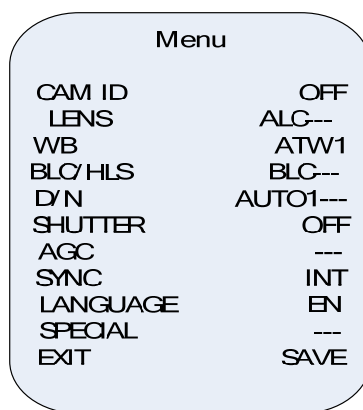 Menu
CAM ID OFF
LENS ALC---
WB ATW1
BLC/HLS BLC---
D/N AUTO1---
SHUTTER OFF
AGC ---
SYNC INT
LANGUAGE EN
SPECIAL ---
EXIT SAVE